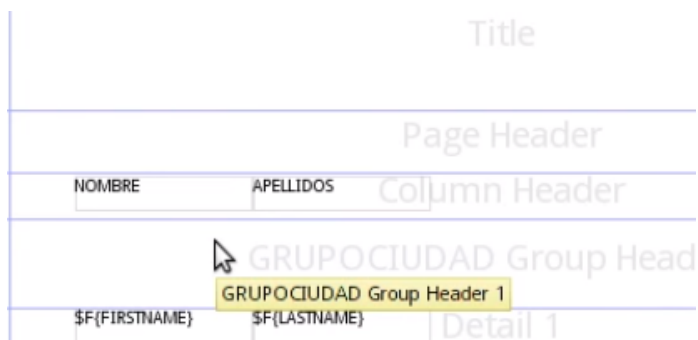 Title
Page Header
NOMBRE APELLIDOS Column Header
GRUPOCIUDAD Group Head
GRUPOCIUDAD Group Header 1
$F{FIRSTNAME} $F{LASTNAME} Detail 1